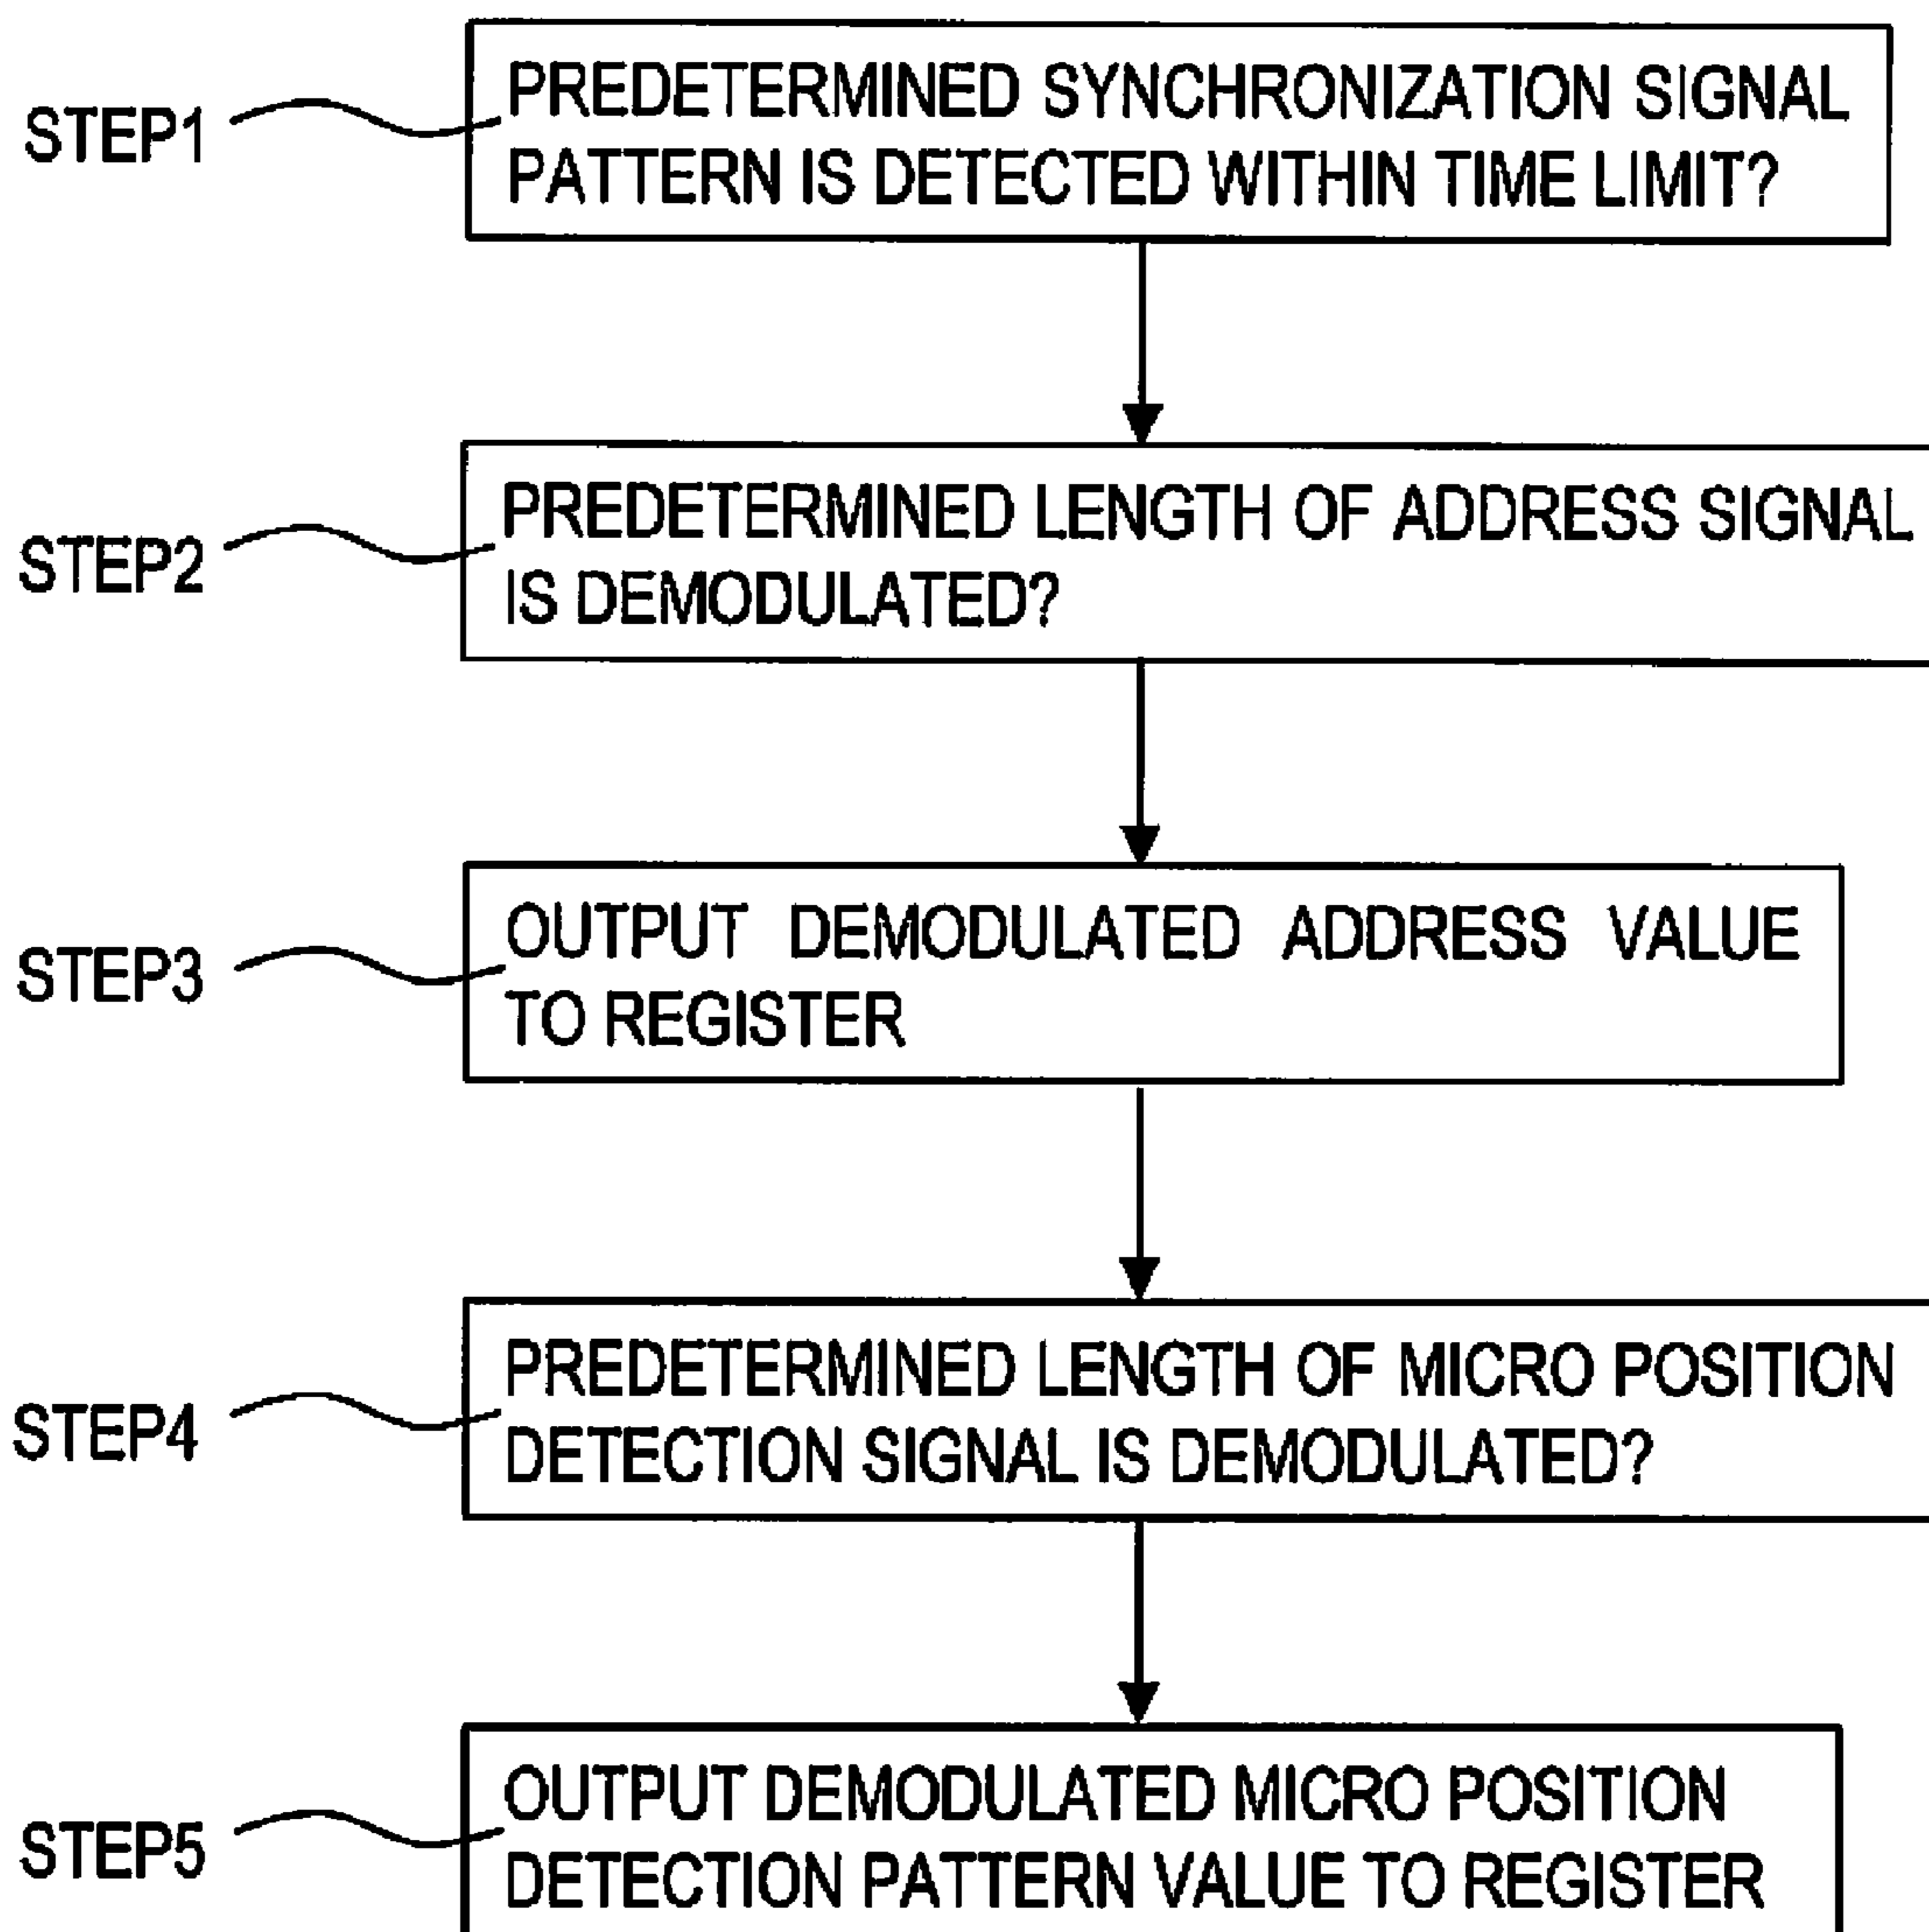 STEP1
PREDETERMINED SYNCHRONIZATION SIGNAL
PATTERN IS DETECTED WITHIN TIME LIMIT?
STEP2
PREDETERMINED LENGTH OF ADDRESS SIGNAL
IS DEMODULATED?
STEP3
OUTPUT DEMODULATED ADDRESS VALUE
TO REGISTER
STEP4
PREDETERMINED LENGTH OF MICRO POSITION
DETECTION SIGNAL IS DEMODULATED?
STEP5
OUTPUT DEMODULATED MICRO POSITION
DETECTION PATTERN VALUE TO REGISTER